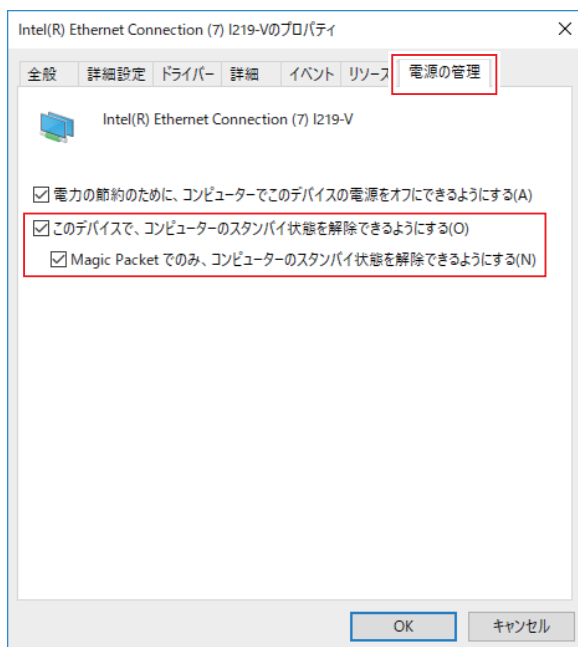 Intel(R) Ethernet Connection (7) I219-Vのプロパティ
全般 詳細設定 ドライバー 詳細 イベント リソース 電源の管理
Intel(R) Ethernet Connection (7) I219-V
電力の節約のために、コンピューターでこのデバイスの電源をオフにできるようにする(A)
このデバイスで、コンピューターのスタンバイ状態を解除できるようにする(O)
Magic Packet でのみ、コンピューターのスタンバイ状態を解除できるようにする(N)
OK キャンセル